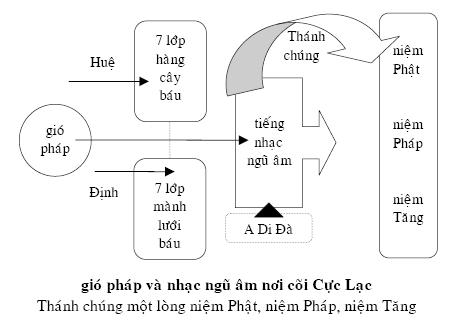 Huệ
7 lớp
hàng
cây
báu
Thánh
chúng
niệm
Phật
gió
pháp
tiếng
nhạc
ngũ âm
niệm
Pháp
Định
7 lớp
mành
lưới
báu
niệm
Tăng
A Di Đà
gió pháp và nhạc ngũ âm nơi cõi Cực Lạc
Thánh chúng một lòng niệm Phật, niệm Pháp, niệm Tăng